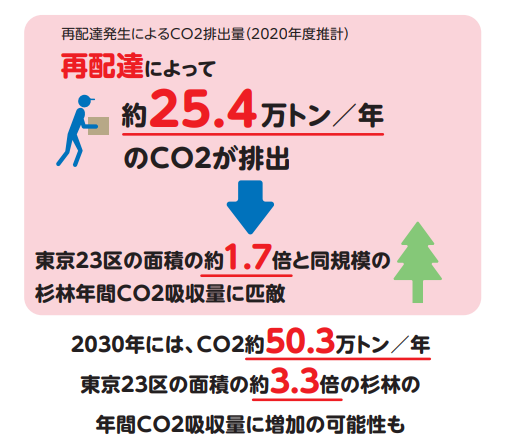 再配達発生によるCO2排出量(2020年度推計)
再配達によって
約25.4万トン／年
のCO2が排出
東京23区の面積の約1.7倍と同規模の
杉林年間CO2吸収量に匹敵
2030年には、CO2約50.3万トン／年
東京23区の面積の約3.3倍の杉林の
年間CO2吸収量に増加の可能性も